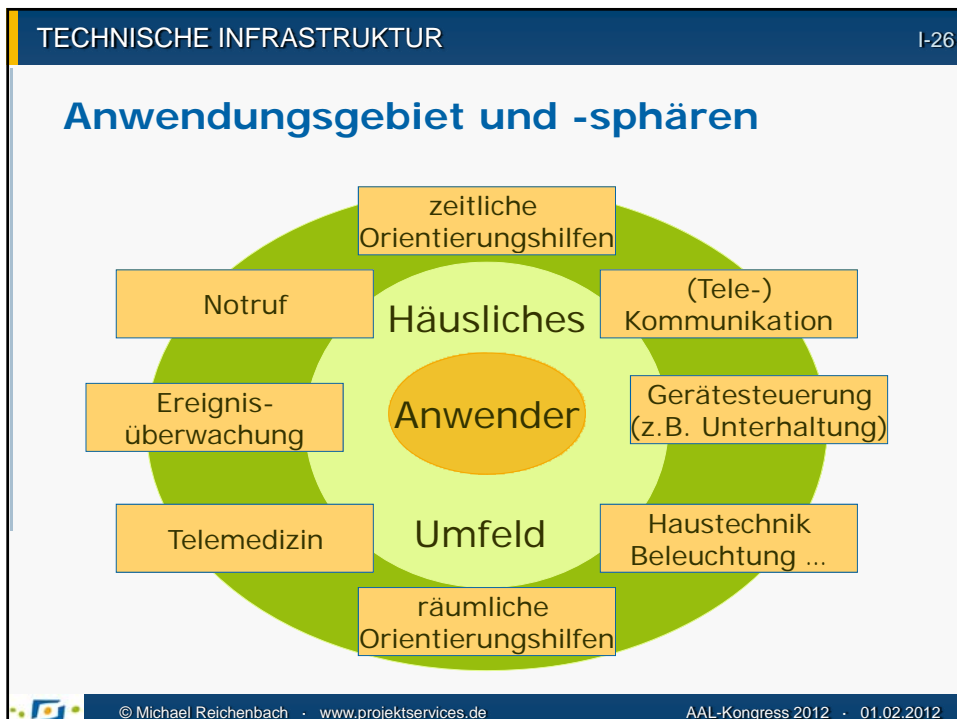 TECHNISCHE INFRASTRUKTUR I-26
Anwendungsgebiet und -sphären
zeitliche
Orientierungshilfen
Notruf
(Tele-)
Kommunikation
Häusliches
Ereignis-
überwachung
Anwender
Gerätesteuerung
(z.B. Unterhaltung)
Telemedizin
Umfeld
Haustechnik
Beleuchtung ...
räumliche
Orientierungshilfen
© Michael Reichenbach · www.projektservices.de AAL-Kongress 2012 · 01.02.2012